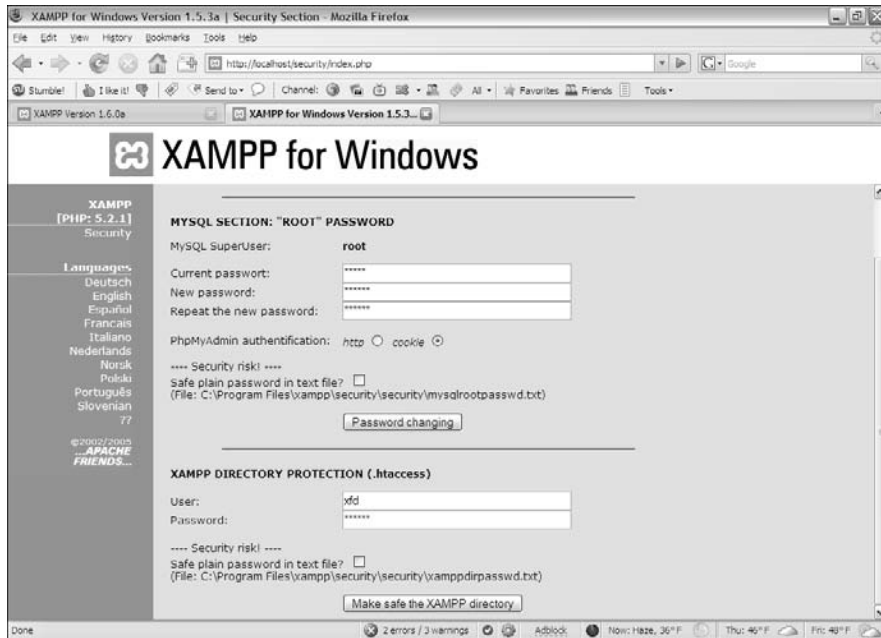 XAMPP for Windows Version 1.5.3a | Security Section - Mozilla Firefox
File Edit View History Bookmarks Tools Help
http://localhost/security/index.php
Google
Stumble! I like it! Send to Channel: All Favorites Friends Tools
XAMPP Version 1.6.0a
XAMPP for Windows Version 1.5.3...
XAMPP for Windows
XAMPP
[PHP: 5.2.1]
Security
Languages
Deutsch
English
Español
Francais
Italiano
Nederlands
Norsk
Polski
Português
Slovenian
??
©2002/2005
...APACHE
FRIENDS...
MYSQL SECTION: "ROOT" PASSWORD
MySQL SuperUser: root
Current passwort: *****
New password: ******
Repeat the new password: ******
PhpMyAdmin authentification: http cookie
---- Security risk! ----
Safe plain password in text file?
(File: C:\Program Files\xampp\security\security\mysqlrootpasswd.txt)
Password changing
XAMPP DIRECTORY PROTECTION (.htaccess)
User: xfd
Password: ******
---- Security risk! ----
Safe plain password in text file?
(File: C:\Program Files\xampp\security\security\xamppdirpasswd.txt)
Make safe the XAMPP directory
Done 2 errors / 3 warnings Adblock Now: Haze, 36°F Thu: 46°F Fri: 48°F